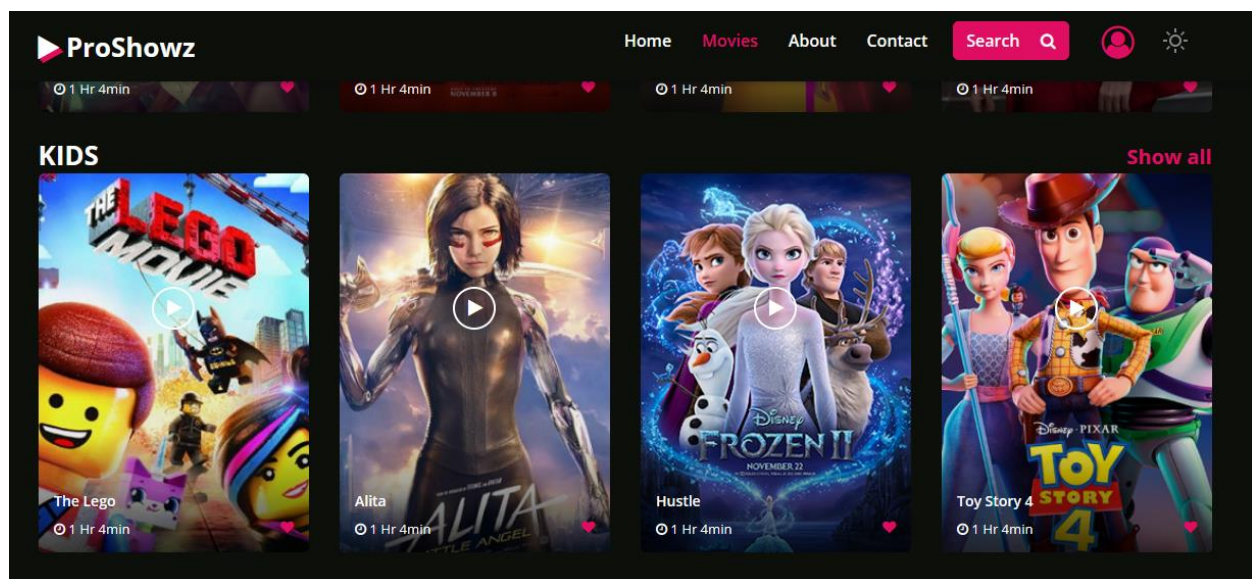 ProShowz
Home Movies About Contact Search
1 Hr 4min
NOVEMBER 8
1 Hr 4min
1 Hr 4min
1 Hr 4min
KIDS
Show all
THE
LEGO
MOVIE
The Lego
1 Hr 4min
ALITA
ANGEL
Alita
1 Hr 4min
DISNEY
FROZEN II
NOVEMBER 22
Hustle
1 Hr 4min
DISNEY · PIXAR
TOY
STORY
4
Toy Story 4
1 Hr 4min